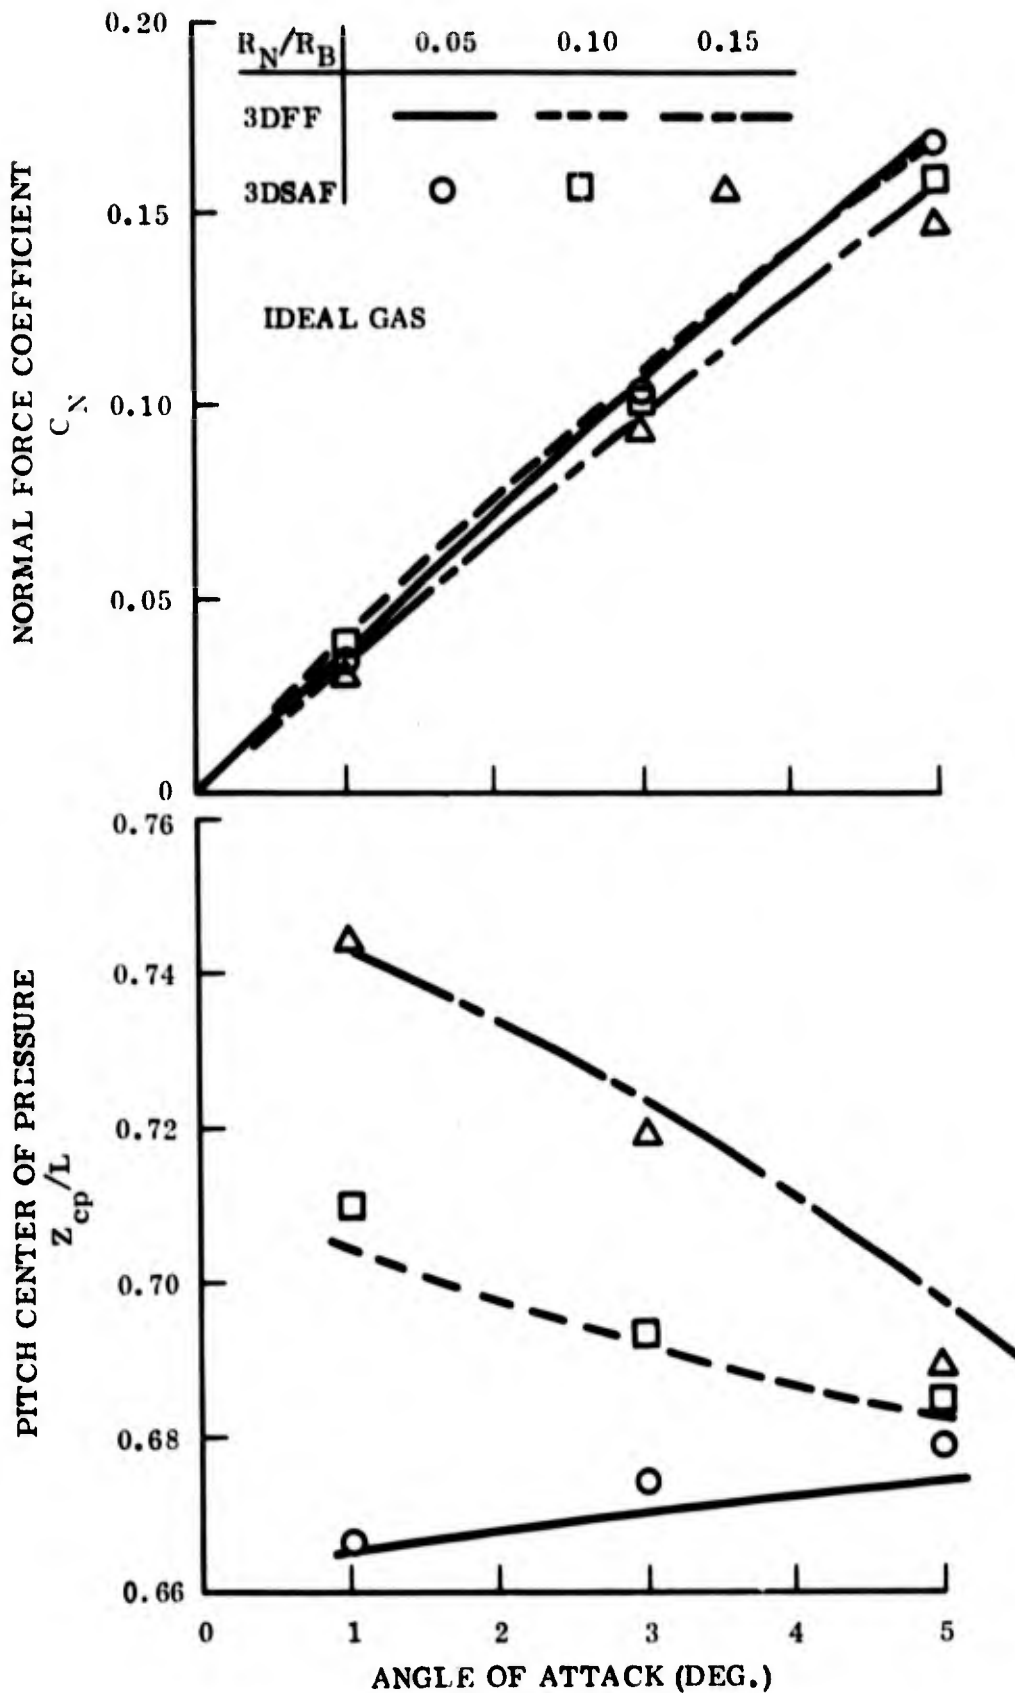 0.20
R_N/R_B 0.05 0.10 0.15
3DFF
3DSAF
0.15
IDEAL GAS
0.10
0.05
0
NORMAL FORCE COEFFICIENT
C_N
0.76
0.74
0.72
0.70
0.68
0.66
PITCH CENTER OF PRESSURE
Z_cp/L
0 1 2 3 4 5
ANGLE OF ATTACK (DEG.)